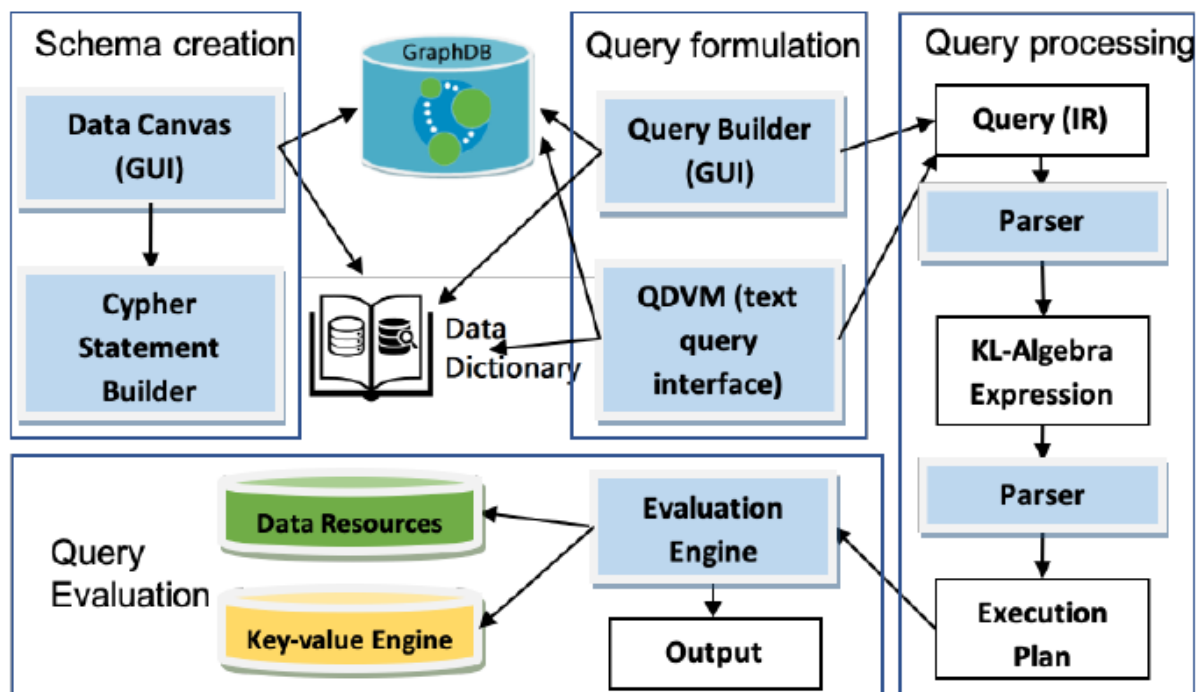 Schema creation
Data Canvas
(GUI)
Cypher
Statement
Builder
GraphDB
Data
Dictionary
Query formulation
Query Builder
(GUI)
QDVM (text
query
interface)
Query processing
Query (IR)
Parser
KL-Algebra
Expression
Parser
Execution
Plan
Query
Evaluation
Data Resources
Key-value Engine
Evaluation
Engine
Output